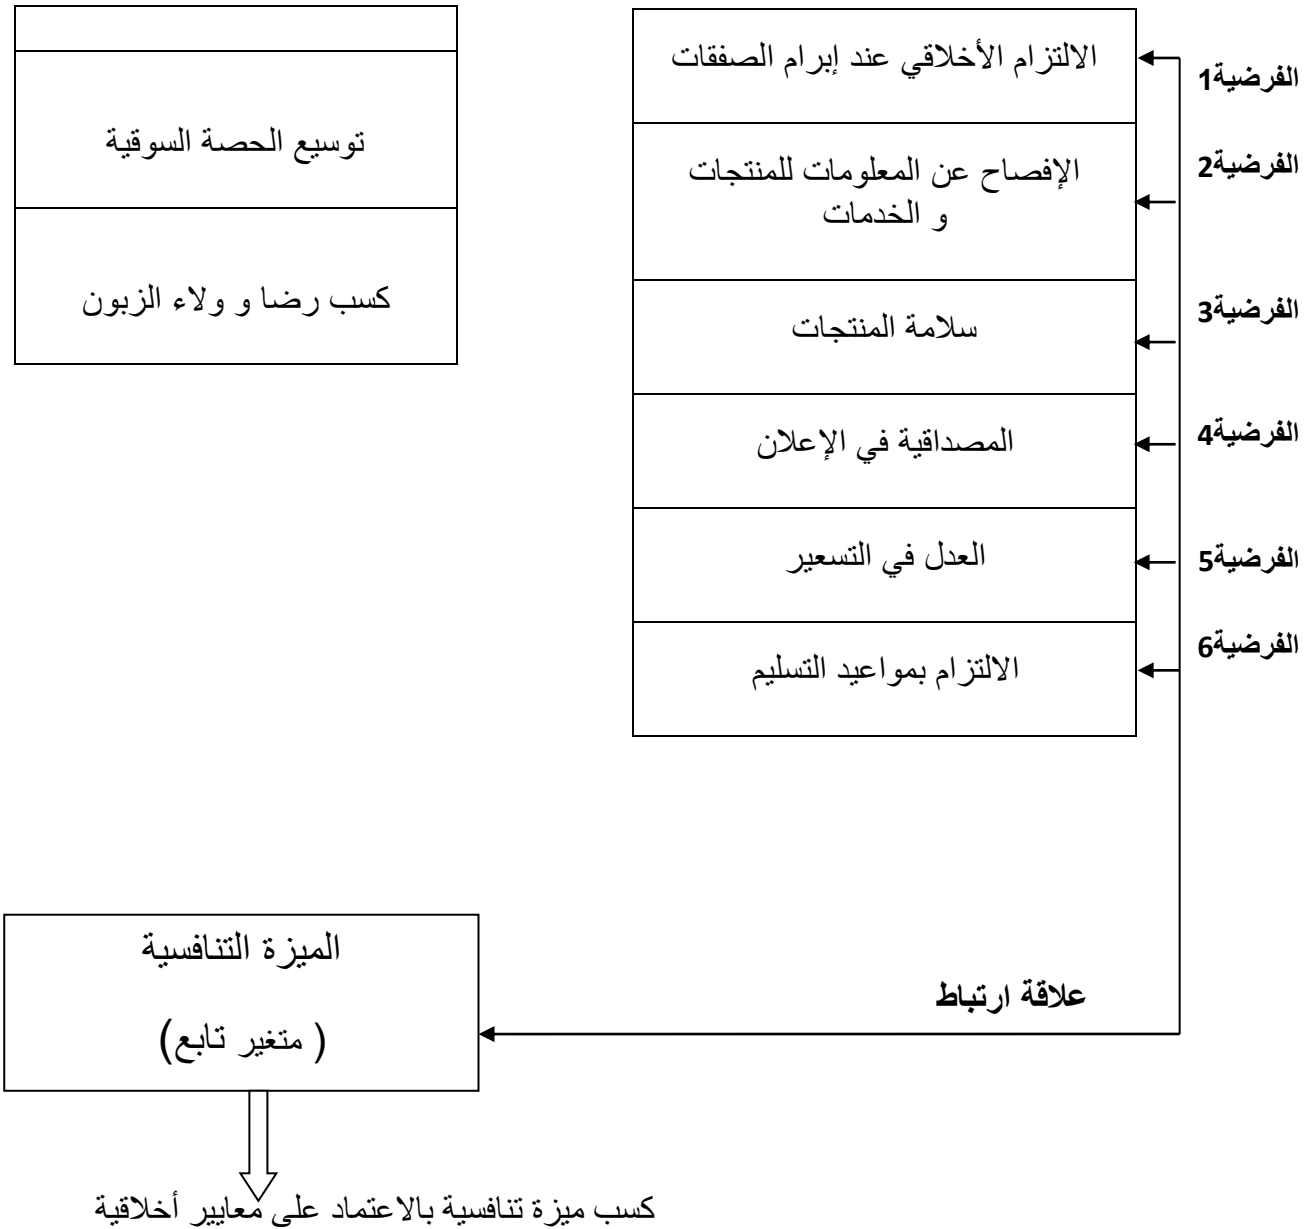 الالتزام الأخلاقي عند إبرام الصفقات
الفرضية1
الإفصاح عن المعلومات للمنتجات
و الخدمات
الفرضية2
سلامة المنتجات
الفرضية3
المصداقية في الإعلان
الفرضية4
العدل في التسعير
الفرضية5
الالتزام بمواعيد التسليم
الفرضية6
توسيع الحصة السوقية
كسب رضا و ولاء الزبون
علاقة ارتباط
الميزة التنافسية
( متغير تابع)
كسب ميزة تنافسية بالاعتماد على معايير أخلاقية